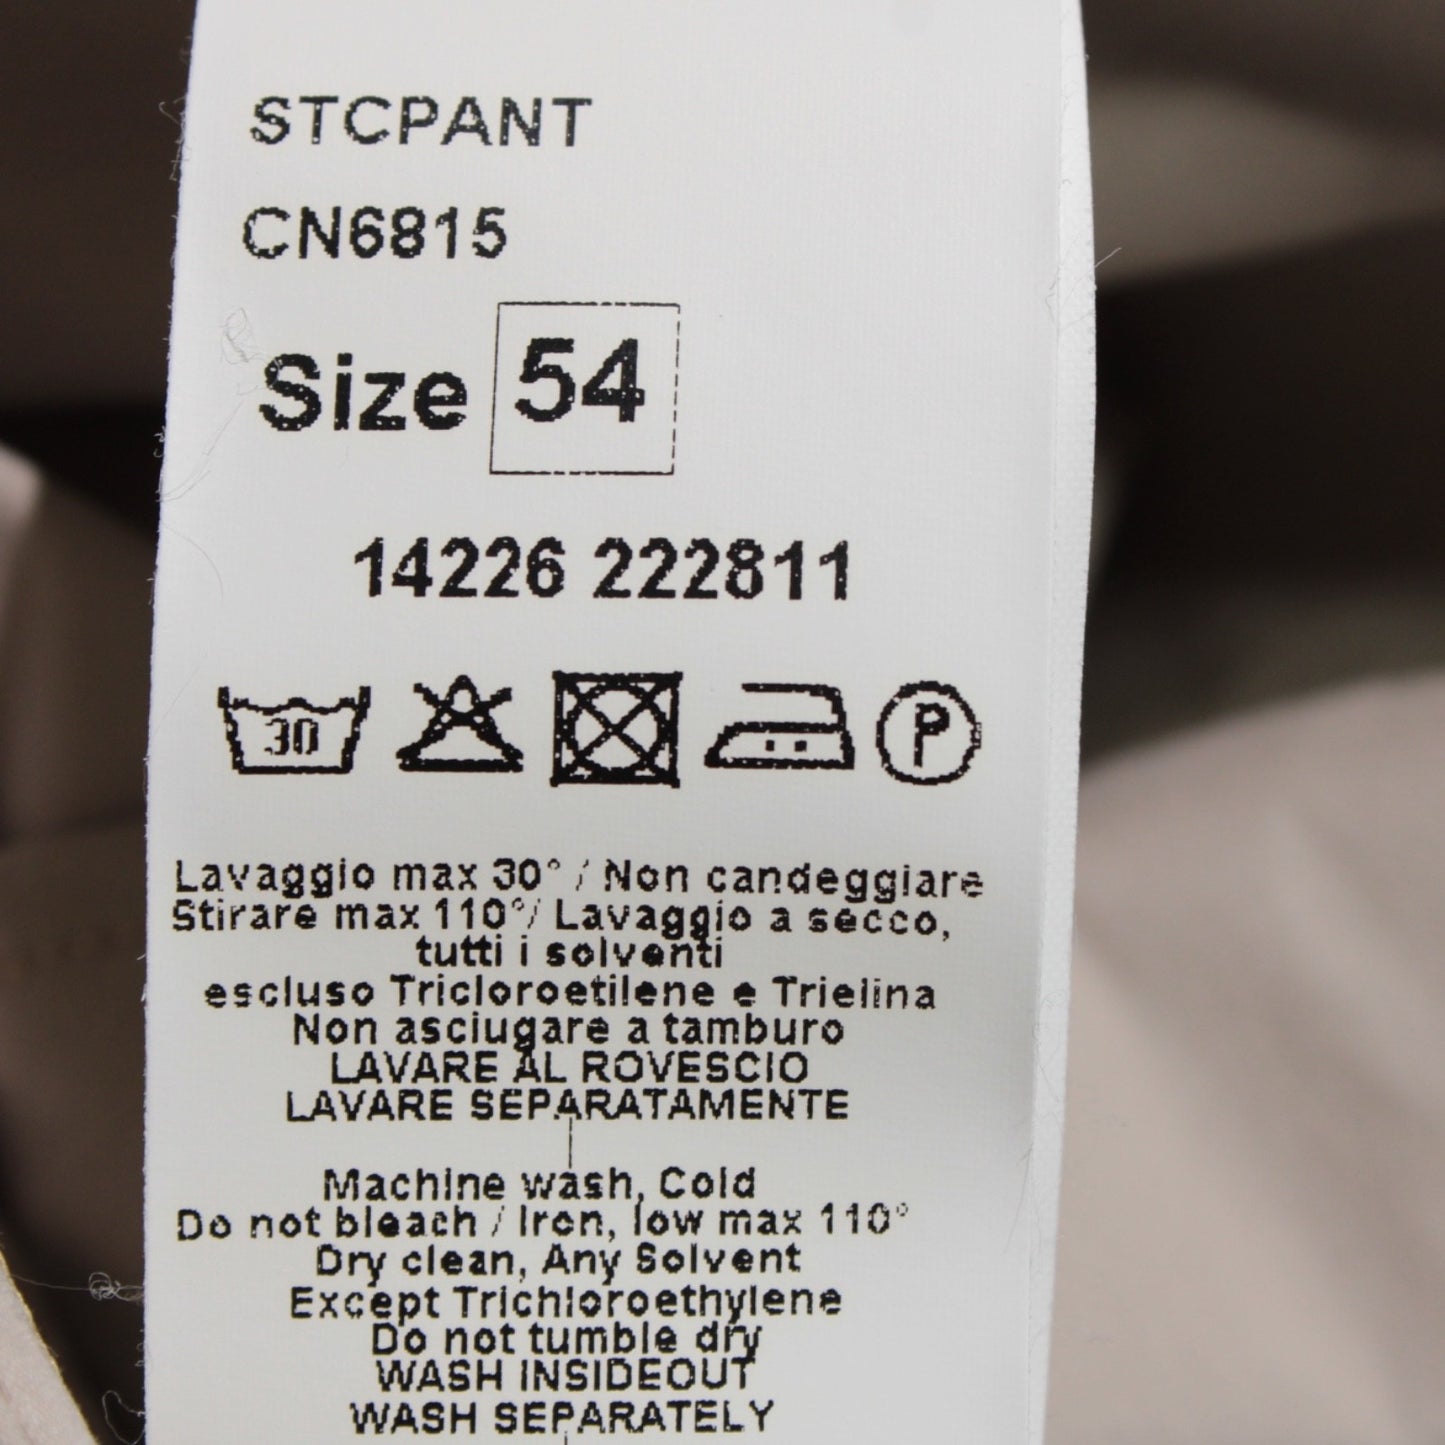 STCPANT
CN6815
Size 54
14226 222811
30 P
Lavaggio max 30° / Non candeggiare
Stirare max 110°/ Lavaggio a secco,
tutti i solventi
escluso Tricloroetilene e Trielina
Non asciugare a tamburo
LAVARE AL ROVESCIO
LAVARE SEPARATAMENTE
Machine wash, Cold
Do not bleach / Iron, low max 110°
Dry clean, Any Solvent
Except Trichloroethylene
Do not tumble dry
WASH INSIDEOUT
WASH SEPARATELY